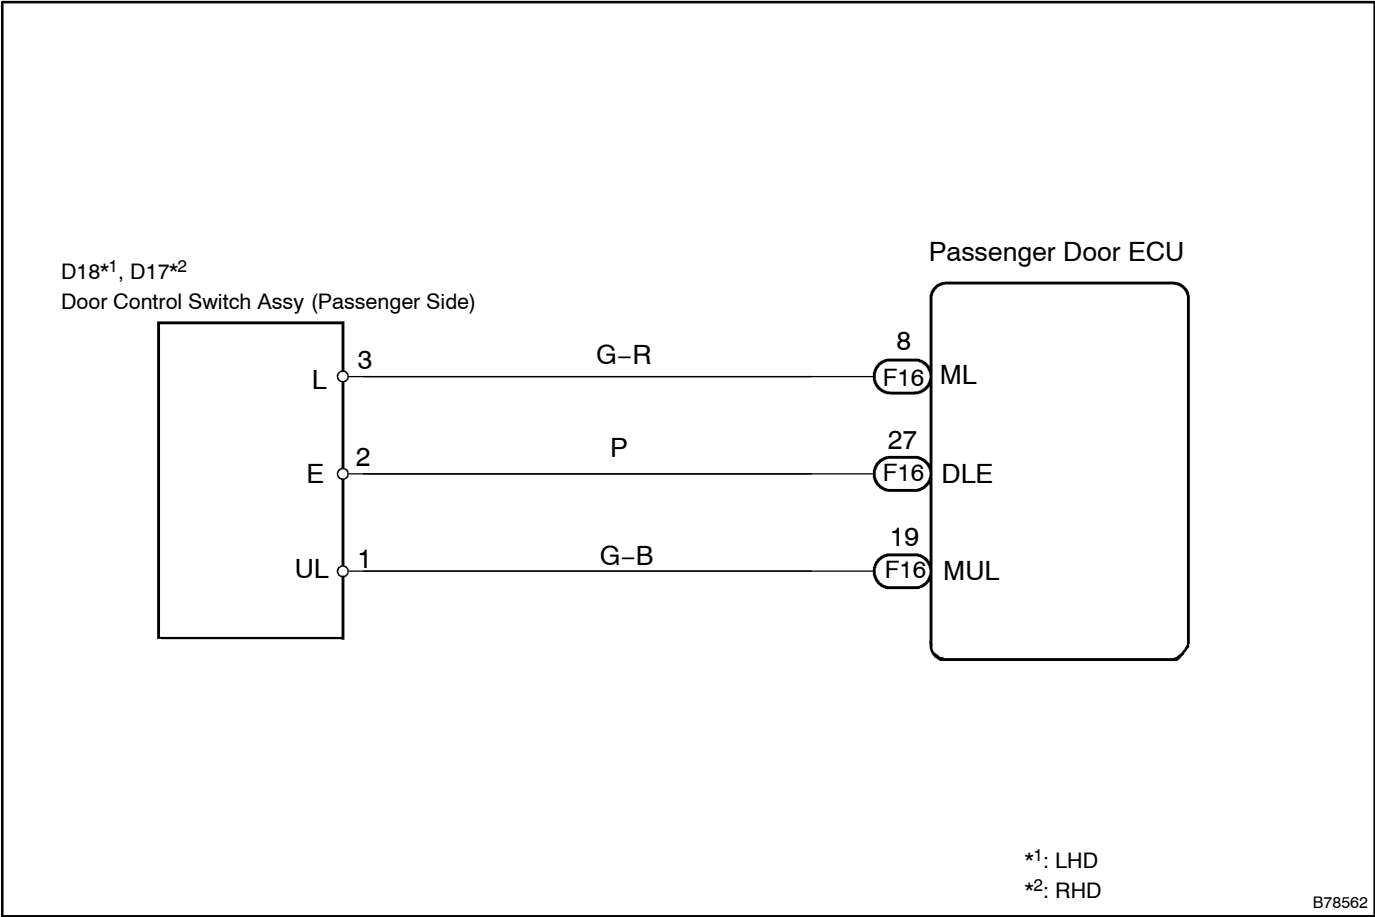 Passenger Door ECU
D18*1, D17*2
Door Control Switch Assy (Passenger Side)
L 3 G−R 8 F16 ML
E 2 P 27 F16 DLE
UL 1 G−B 19 F16 MUL
*1: LHD
*2: RHD
B78562